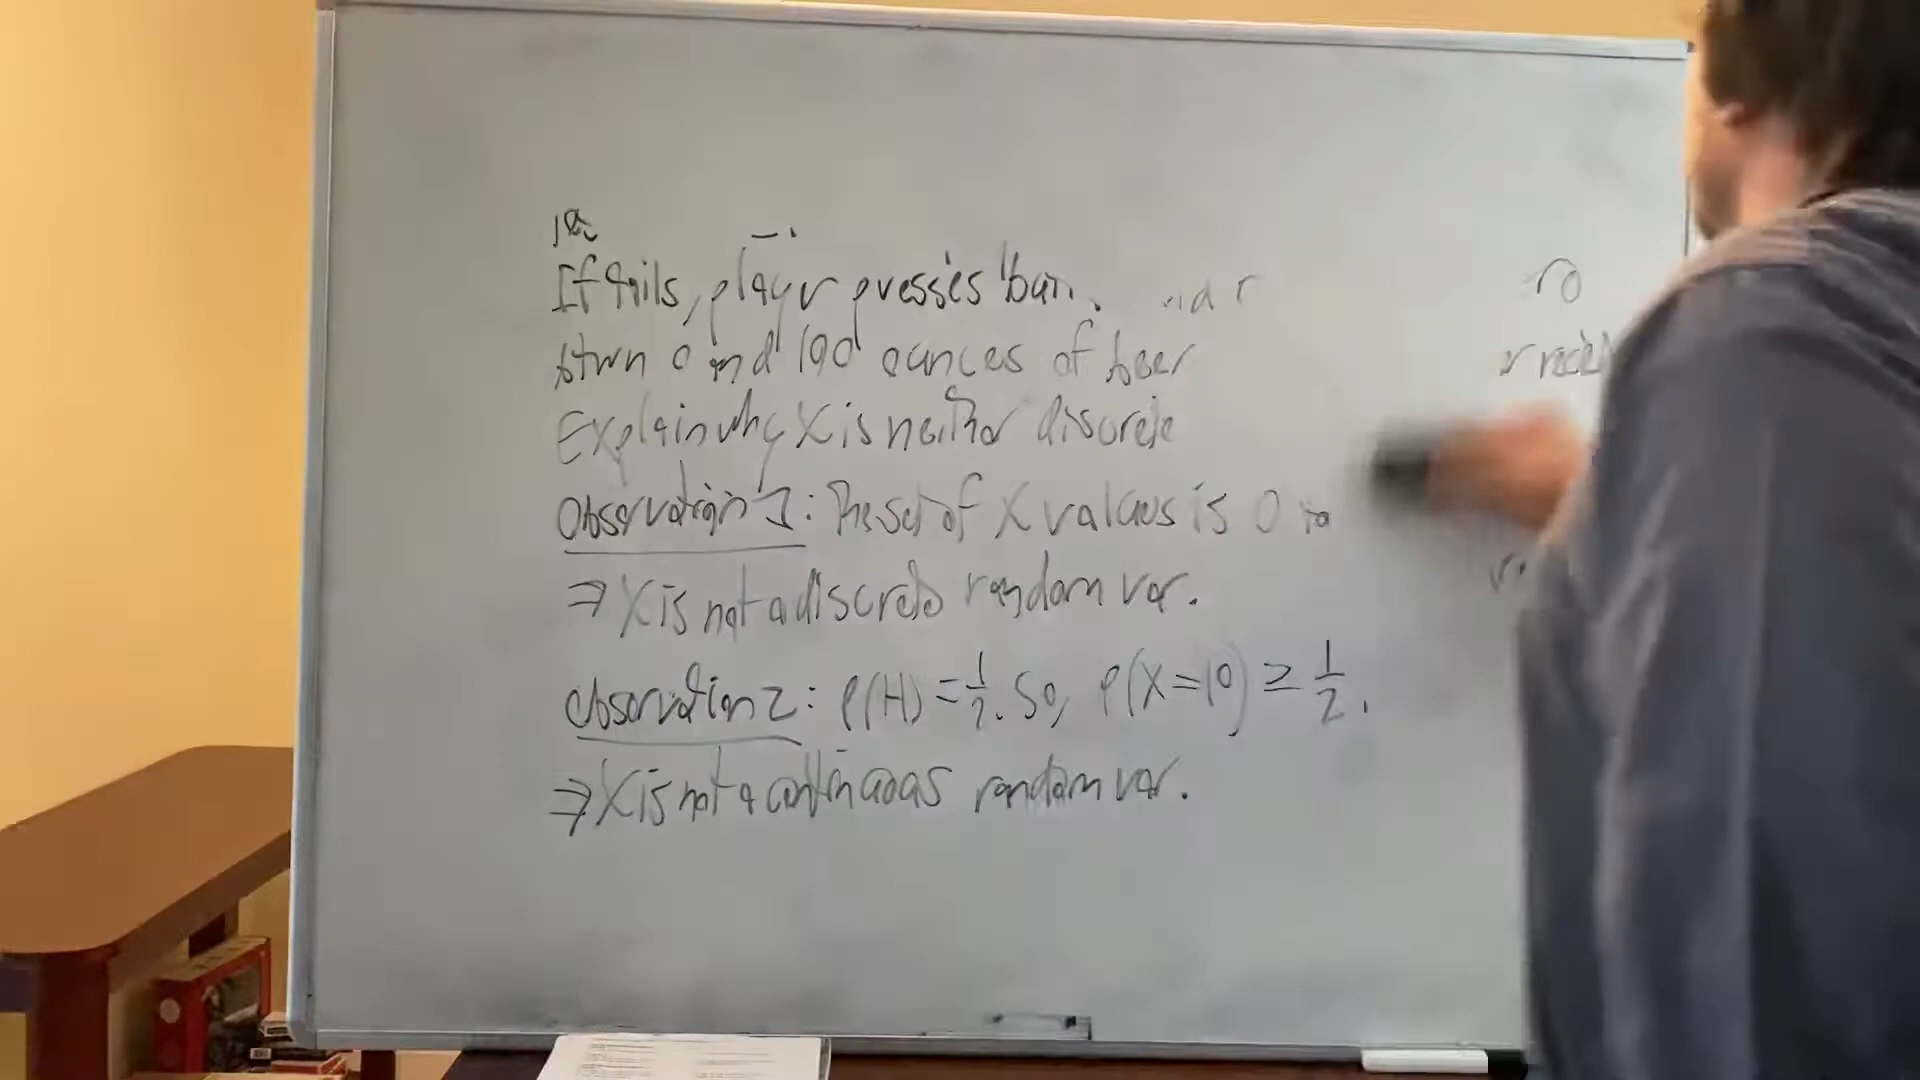 If tails, player presses
btwn 0 and 100 ounces of beer
Explain why X is neither discrete
Observation 1: The set of X values is 0 to
⇒ X is not a discrete random var.
Observation 2: P(H) = 1/2. So, P(X=10) ≥ 1/2.
⇒ X is not a continuous random var.